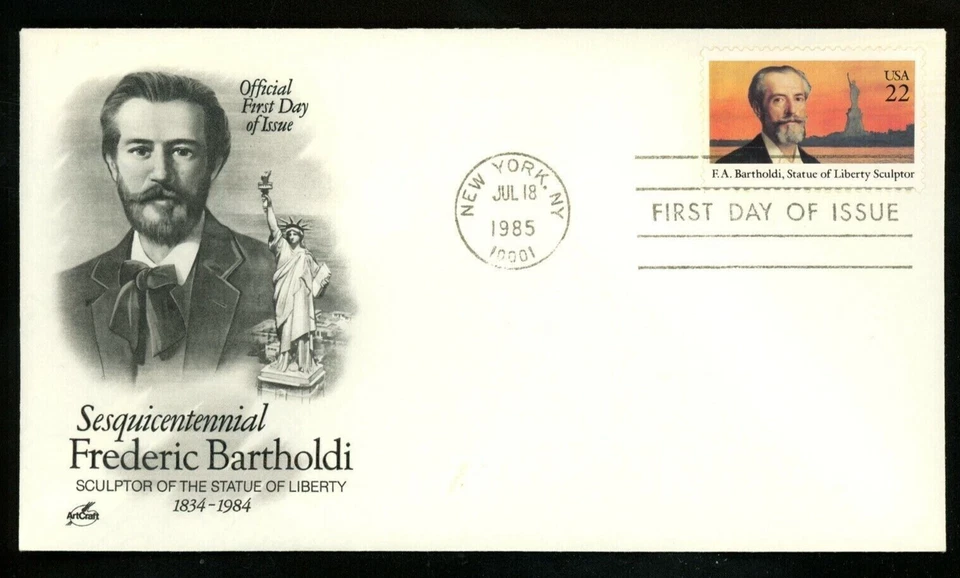 Official
First Day
of Issue
Sesquicentennial
Frederic Bartholdi
SCULPTOR OF THE STATUE OF LIBERTY
1834-1984
ArtCraft
NEW YORK, NY
JUL 18
1985
10001
USA
22
F.A. Bartholdi, Statue of Liberty Sculptor
FIRST DAY OF ISSUE